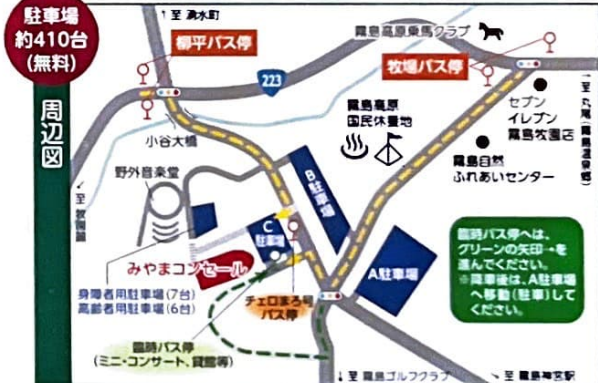 駐車場
約410台
(無料)
周辺図
↑至 湧水町
柳平バス停
霧島高原乗馬クラブ
牧場バス停
223
小谷大橋
霧島高原
国民休養地
セブン
イレブン
霧島牧園店
霧島自然
ふれあいセンター
→至 丸尾(霧島温泉郷)
野外音楽堂
B駐車場
C
駐車場
A駐車場
みやまコンセール
身障者用駐車場(7台)
高齢者用駐車場(6台)
チェロまろ号
バス停
臨時バス停
(ミニ・コンサート、貸館等)
臨時バス停へは、
グリーンの矢印→を
進んでください。
※降車後は、A駐車場
へ移動(駐車)して
ください。
↓至 霧島ゴルフクラブ
↘至 霧島神宮駅